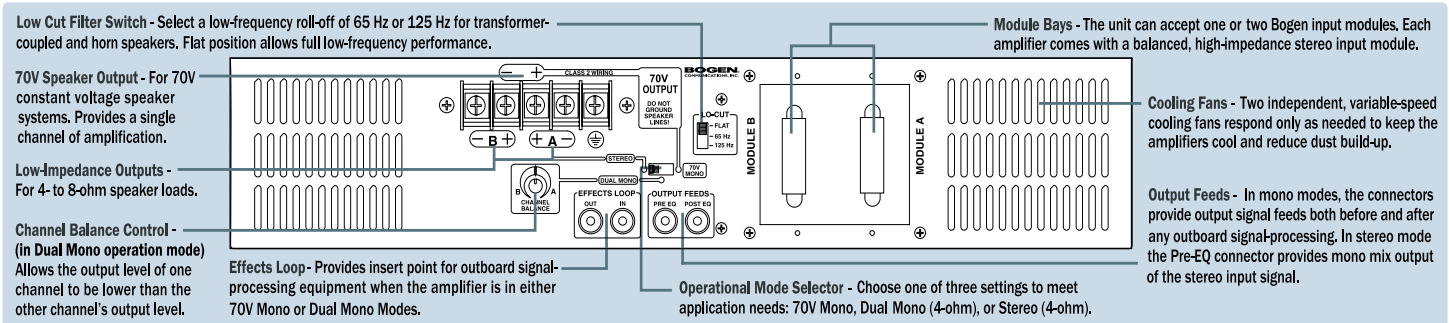 Low Cut Filter Switch - Select a low-frequency roll-off of 65 Hz or 125 Hz for transformer-
coupled and horn speakers. Flat position allows full low-frequency performance.
70V Speaker Output - For 70V
constant voltage speaker
systems. Provides a single
channel of amplification.
Low-Impedance Outputs -
For 4- to 8-ohm speaker loads.
Channel Balance Control -
(in Dual Mono operation mode)
Allows the output level of one
channel to be lower than the
other channel's output level.
Effects Loop - Provides insert point for outboard signal-
processing equipment when the amplifier is in either
70V Mono or Dual Mono Modes.
− +
CLASS 2 WIRING
70V
OUTPUT
DO NOT
GROUND
SPEAKER
LINES!
− B +
+ A −
STEREO
DUAL MONO
70V
MONO
B A
CHANNEL
BALANCE
EFFECTS LOOP
OUT IN
OUTPUT FEEDS
PRE EQ POST EQ
BOGEN
COMMUNICATIONS, INC.
LO-CUT
FLAT
65 Hz
125 Hz
MODULE B
MODULE A
Operational Mode Selector - Choose one of three settings to meet
application needs: 70V Mono, Dual Mono (4-ohm), or Stereo (4-ohm).
Module Bays - The unit can accept one or two Bogen input modules. Each
amplifier comes with a balanced, high-impedance stereo input module.
Cooling Fans - Two independent, variable-speed
cooling fans respond only as needed to keep the
amplifiers cool and reduce dust build-up.
Output Feeds - In mono modes, the connectors
provide output signal feeds both before and after
any outboard signal-processing. In stereo mode
the Pre-EQ connector provides mono mix output
of the stereo input signal.